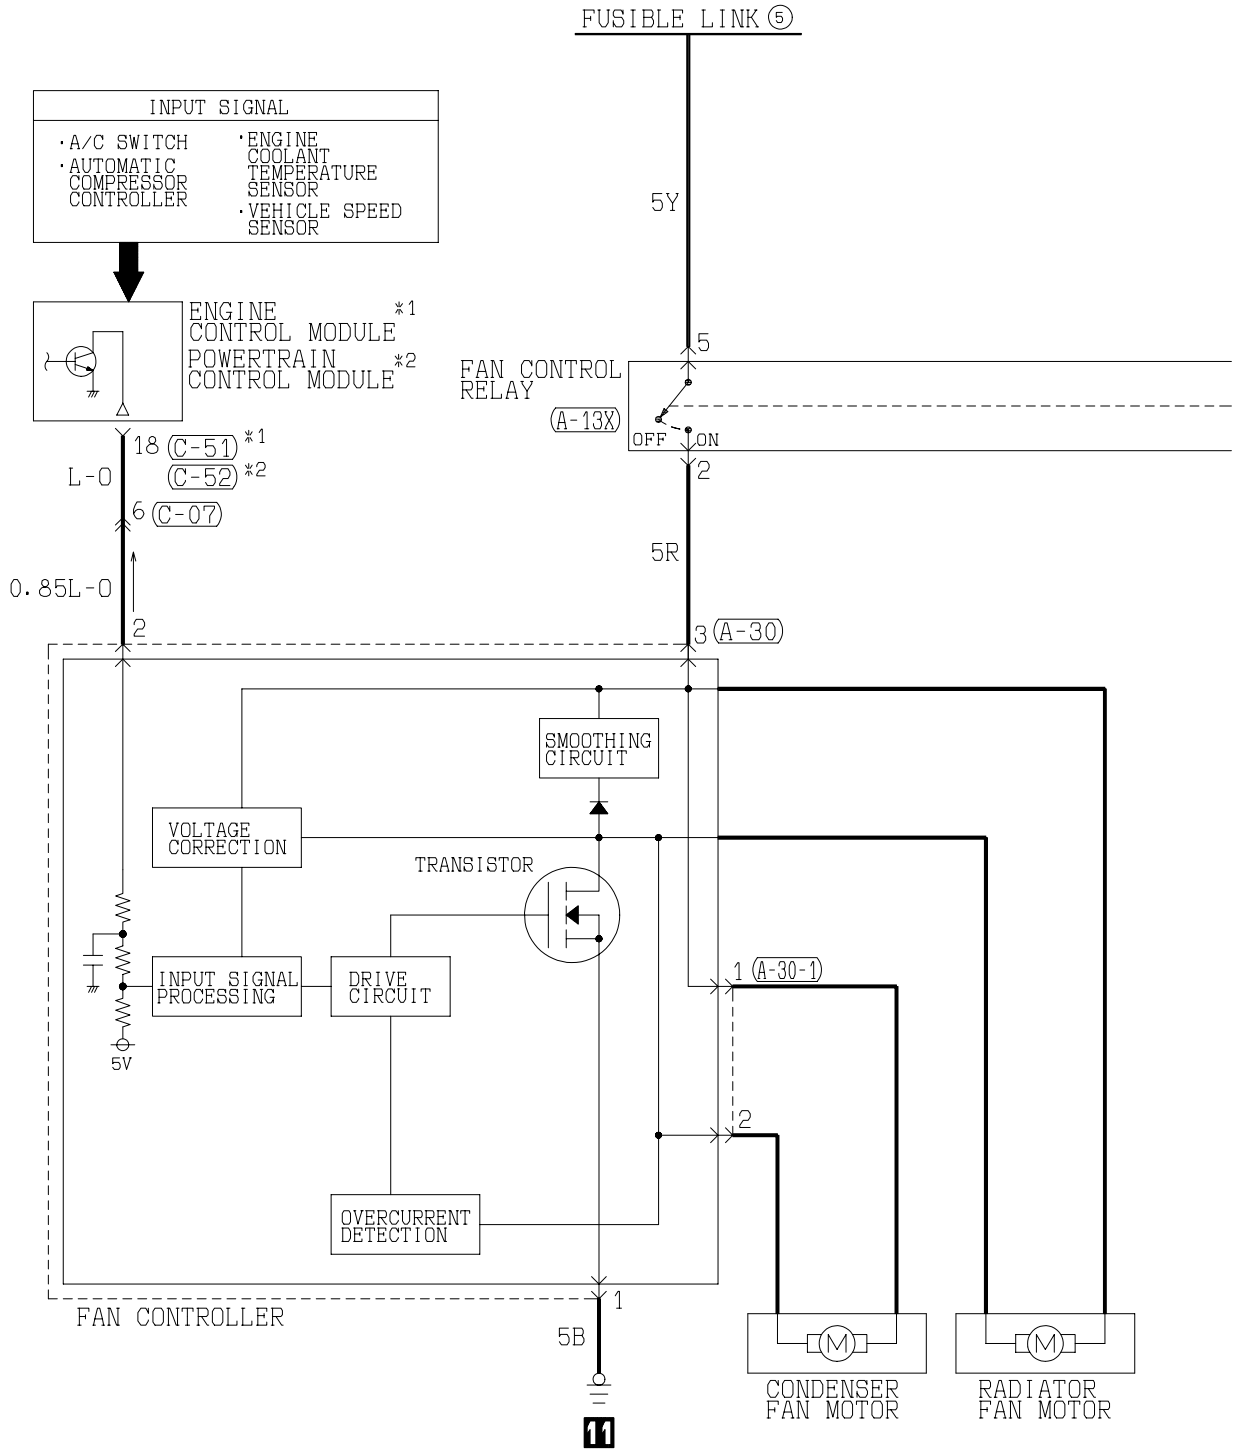 FUSIBLE LINK ⑤
INPUT SIGNAL
·A/C SWITCH
·AUTOMATIC
COMPRESSOR
CONTROLLER
·ENGINE
COOLANT
TEMPERATURE
SENSOR
·VEHICLE SPEED
SENSOR
5Y
ENGINE
CONTROL MODULE *1
POWERTRAIN
CONTROL MODULE *2
5
FAN CONTROL
RELAY
A-13X
OFF
ON
18 C-51 *1
L-O
C-52 *2
2
6 C-07
5R
0.85L-O
2
3 A-30
SMOOTHING
CIRCUIT
VOLTAGE
CORRECTION
TRANSISTOR
INPUT SIGNAL
PROCESSING
DRIVE
CIRCUIT
1 A-30-1
5V
2
OVERCURRENT
DETECTION
FAN CONTROLLER
1
5B
M
M
CONDENSER
FAN MOTOR
RADIATOR
FAN MOTOR
11